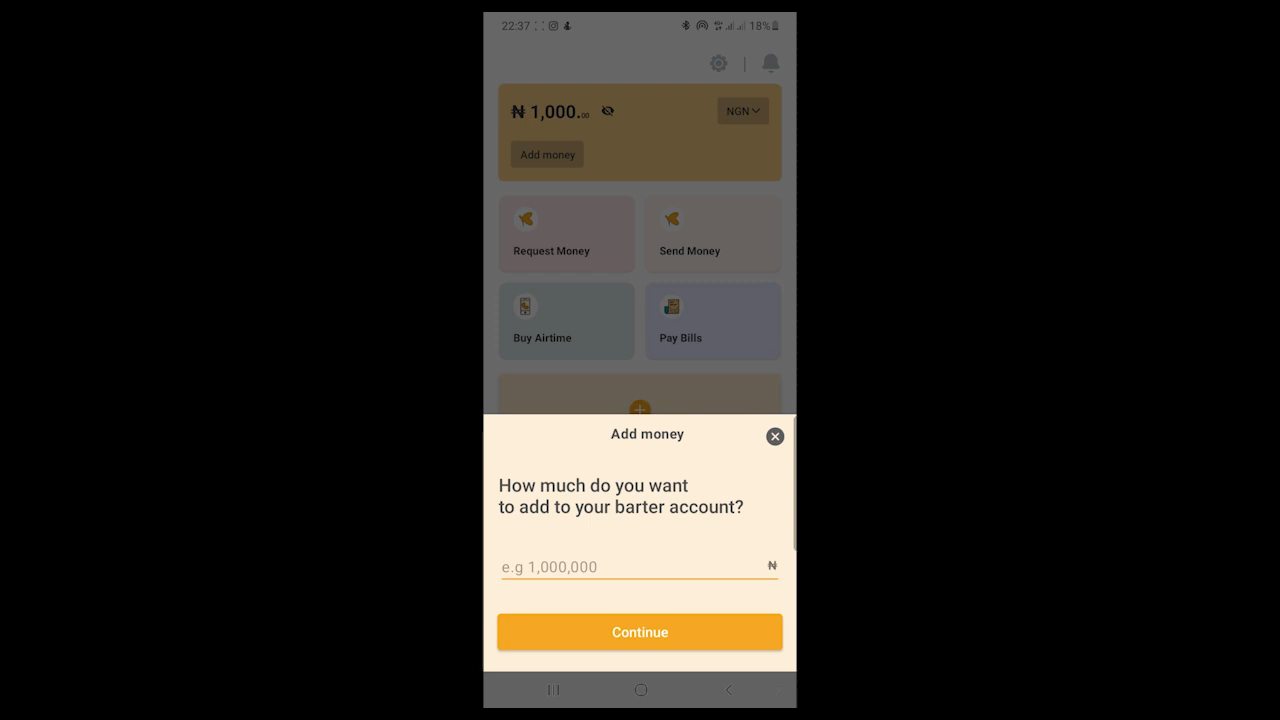 22:37
18%
₦ 1,000.00
NGN
Add money
Request Money
Send Money
Buy Airtime
Pay Bills
Add money
How much do you want
to add to your barter account?
e.g 1,000,000
₦
Continue